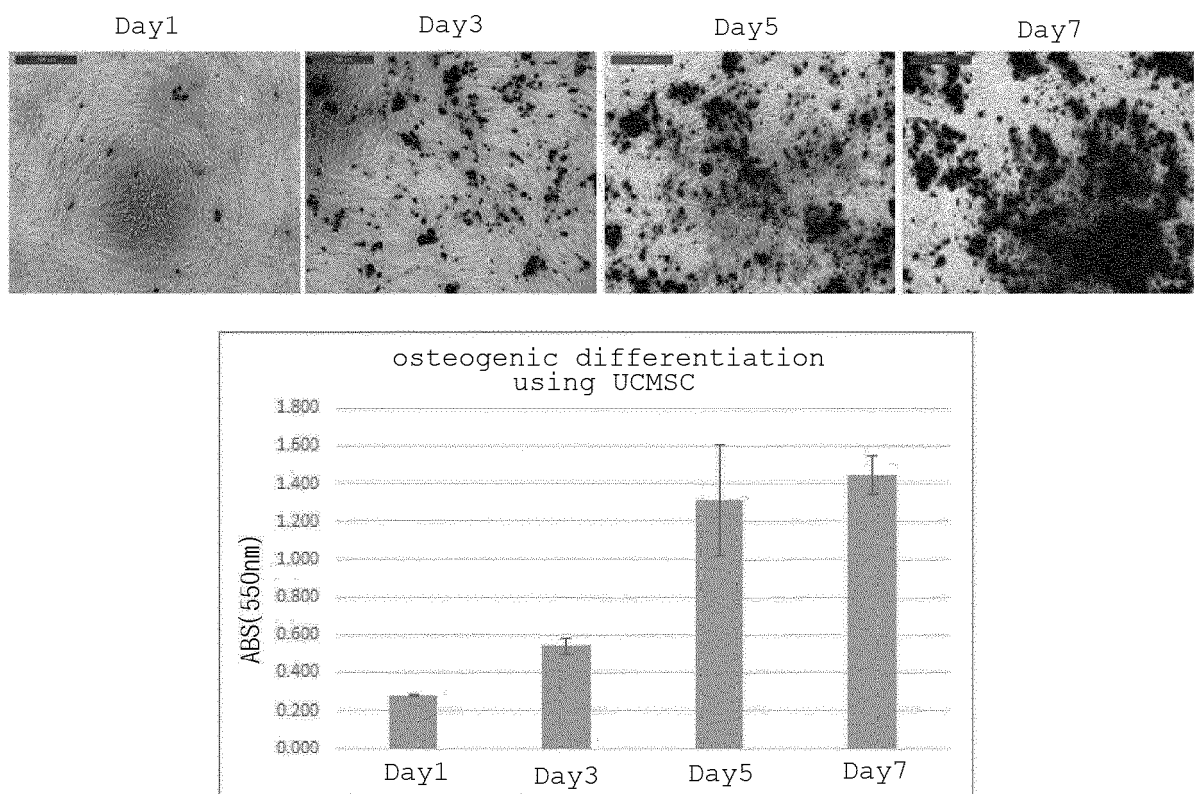 Day1
Day3
Day5
Day7
osteogenic differentiation
using UCMSC
1.800
1.600
1.400
1.200
1.000
0.800
0.600
0.400
0.200
0.000
ABS(550nm)
Day1
Day3
Day5
Day7